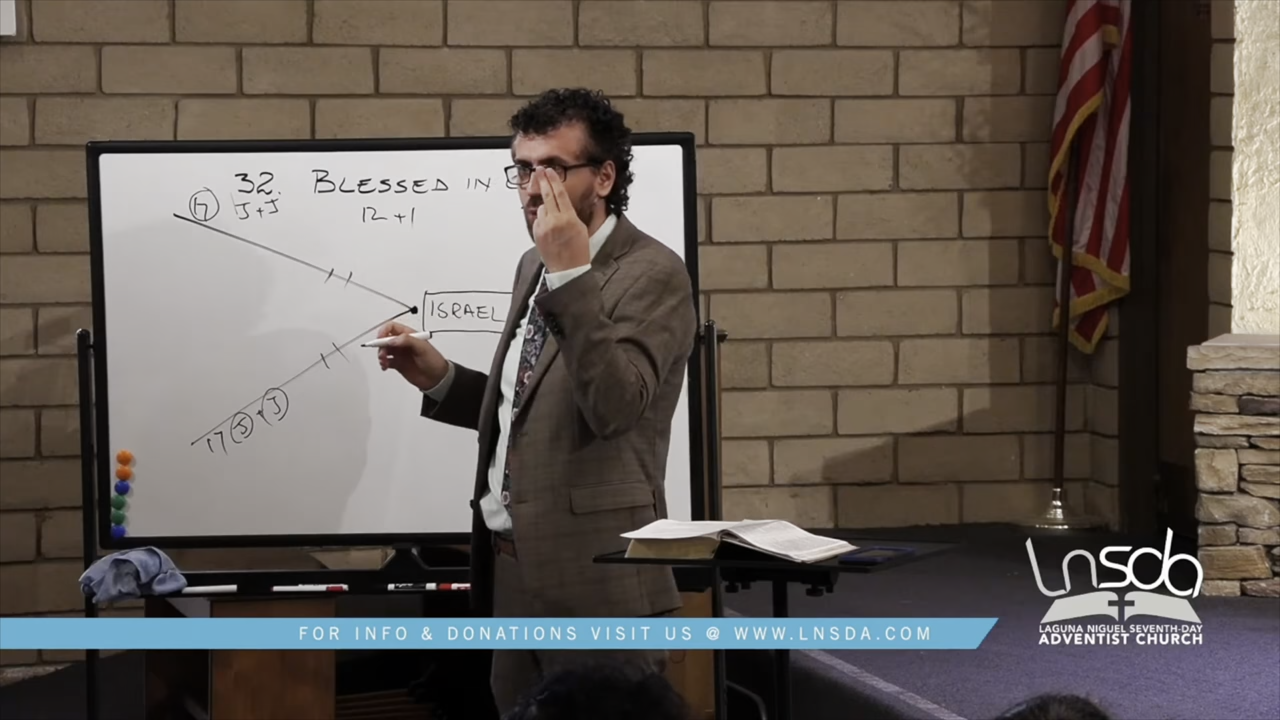 32. BLESSED IN
17 J+J
12+1
ISRAEL
17 J + J
FOR INFO & DONATIONS VISIT US @ WWW.LNSDA.COM
LnSDA
LAGUNA NIGUEL SEVENTH-DAY
ADVENTIST CHURCH